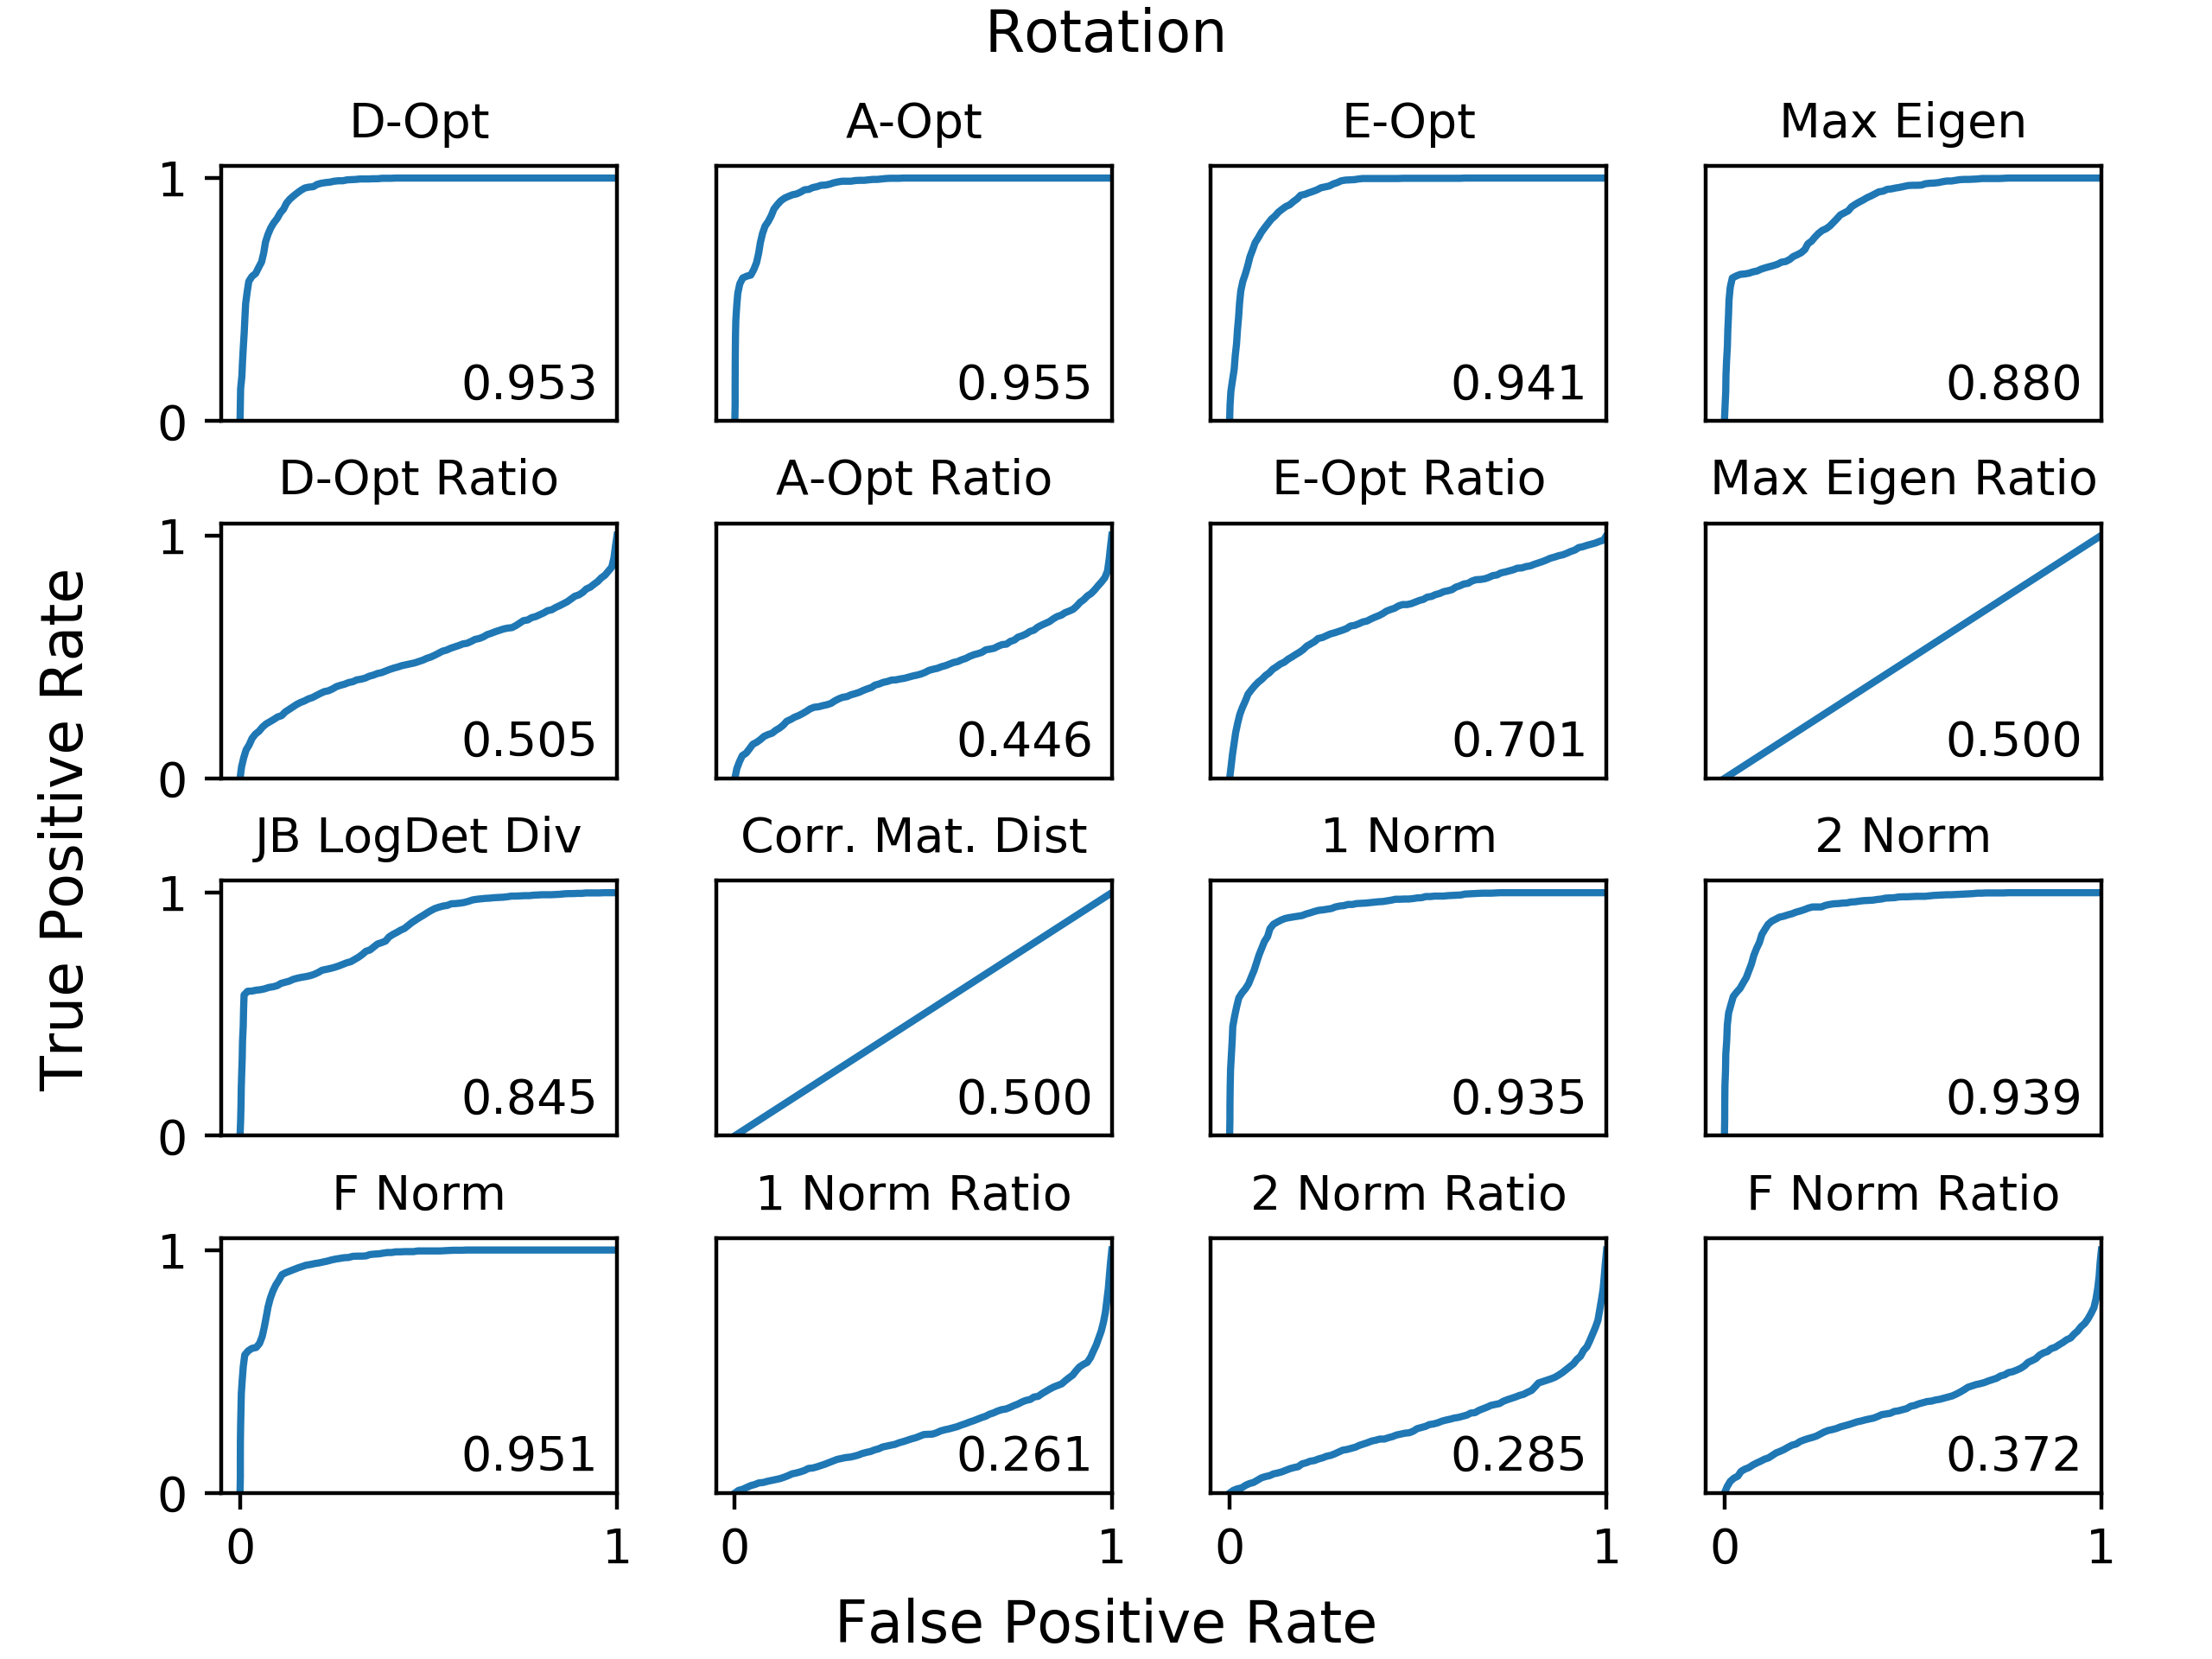 Rotation
D-Opt
A-Opt
E-Opt
Max Eigen
1
0
0.953
0.955
0.941
0.880
D-Opt Ratio
A-Opt Ratio
E-Opt Ratio
Max Eigen Ratio
1
0
0.505
0.446
0.701
0.500
JB LogDet Div
Corr. Mat. Dist
1 Norm
2 Norm
1
0
0.845
0.500
0.935
0.939
F Norm
1 Norm Ratio
2 Norm Ratio
F Norm Ratio
1
0
0.951
0.261
0.285
0.372
0 1
0 1
0 1
0 1
True Positive Rate
False Positive Rate